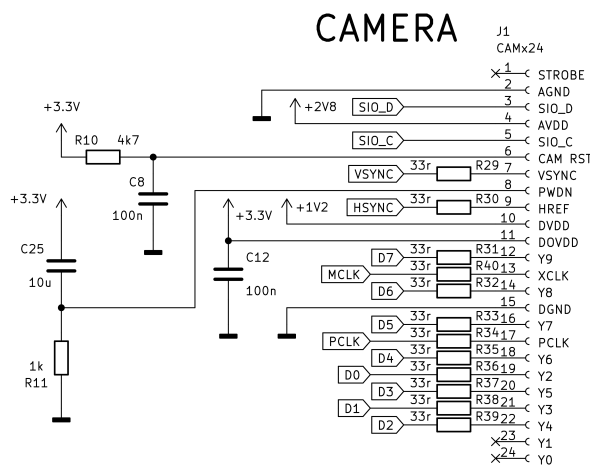 CAMERA
J1
CAMx24
1 STROBE
2 AGND
SIO_D 3 SIO_D
+2V8 4 AVDD
SIO_C 5 SIO_C
+3.3V R10 4k7 6 CAM RST
VSYNC 33r R29 7 VSYNC
8 PWDN
HSYNC 33r R30 9 HREF
+1V2 10 DVDD
11 DOVDD
C8
100n
+3.3V
+3.3V
C12
100n
C25
10u
1k
R11
D7 33r R31 12 Y9
MCLK 33r R40 13 XCLK
D6 33r R32 14 Y8
15 DGND
D5 33r R33 16 Y7
PCLK 33r R34 17 PCLK
D4 33r R35 18 Y6
D0 33r R36 19 Y2
D3 33r R37 20 Y5
D1 33r R38 21 Y3
D2 33r R39 22 Y4
23 Y1
24 Y0